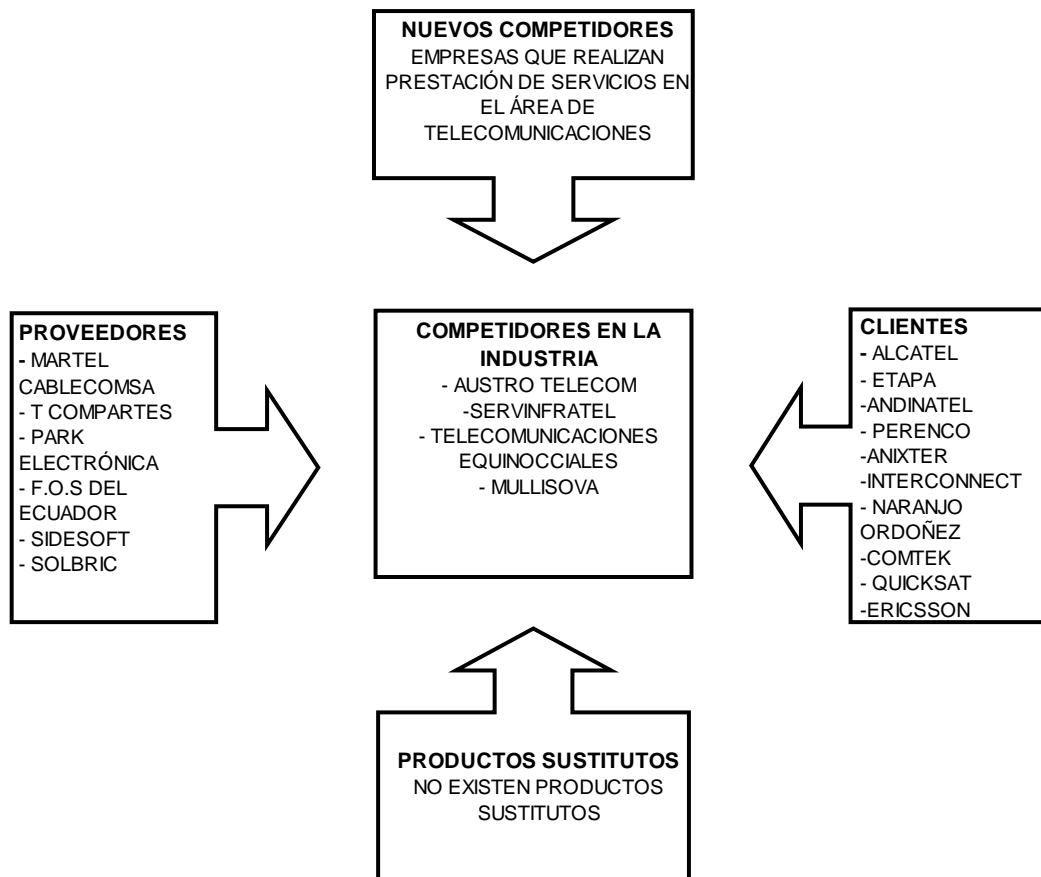 NUEVOS COMPETIDORES
EMPRESAS QUE REALIZAN
PRESTACIÓN DE SERVICIOS EN
EL ÁREA DE
TELECOMUNICACIONES
PROVEEDORES
- MARTEL
CABLECOMSA
- T COMPARTES
- PARK
ELECTRÓNICA
- F.O.S DEL
ECUADOR
- SIDESOFT
- SOLBRIC
COMPETIDORES EN LA
INDUSTRIA
- AUSTRO TELECOM
-SERVINFRATEL
- TELECOMUNICACIONES
EQUINOCCIALES
- MULLISOVA
CLIENTES
- ALCATEL
- ETAPA
-ANDINATEL
- PERENCO
-ANIXTER
-INTERCONNECT
- NARANJO
ORDOÑEZ
-COMTEK
- QUICKSAT
-ERICSSON
PRODUCTOS SUSTITUTOS
NO EXISTEN PRODUCTOS
SUSTITUTOS